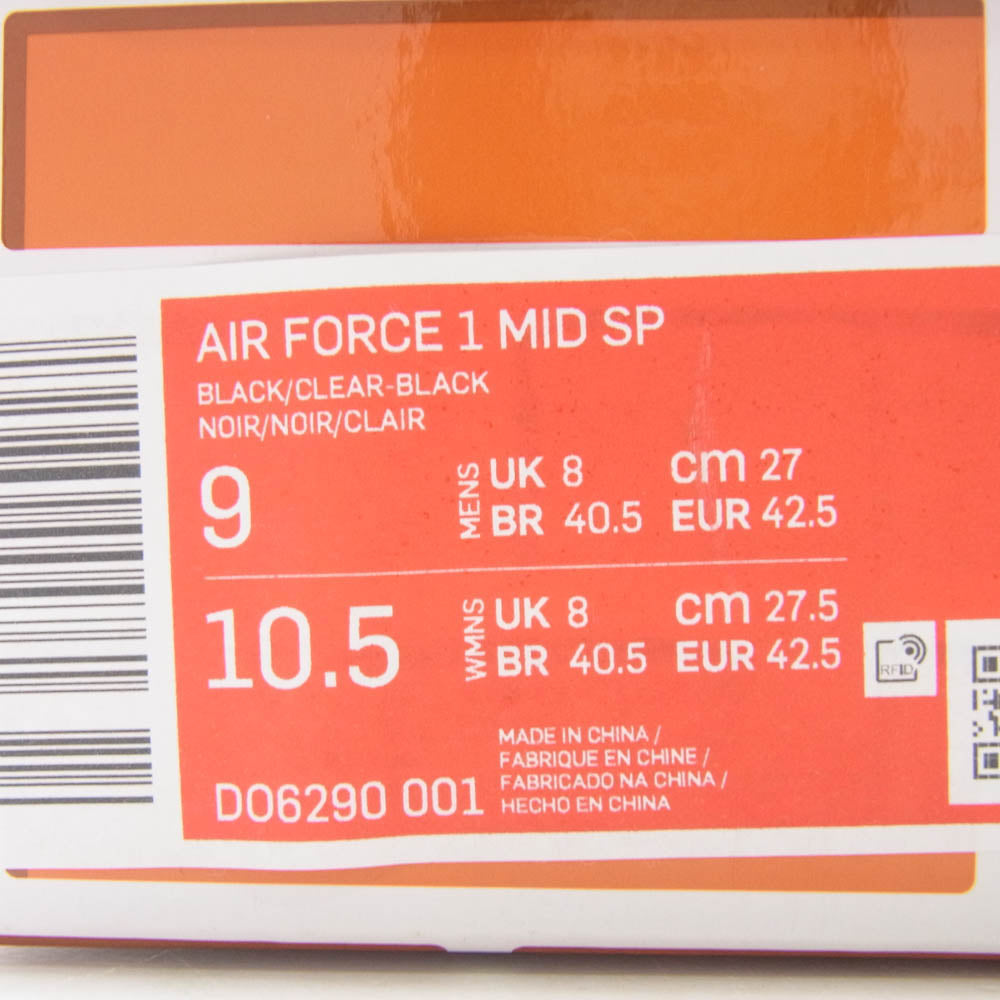 AIR FORCE 1 MID SP
BLACK/CLEAR-BLACK
NOIR/NOIR/CLAIR
9 MENS UK 8 cm 27
BR 40.5 EUR 42.5
10.5 WMNS UK 8 cm 27.5
BR 40.5 EUR 42.5
RFID
MADE IN CHINA /
FABRIQUE EN CHINE /
FABRICADO NA CHINA /
HECHO EN CHINA
DO6290 001